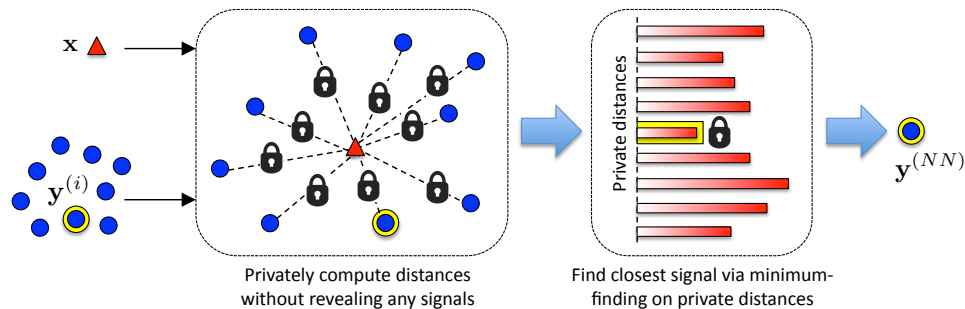 x
y^(i)
Privately compute distances
without revealing any signals
Private distances
Find closest signal via minimum-
finding on private distances
y^(NN)